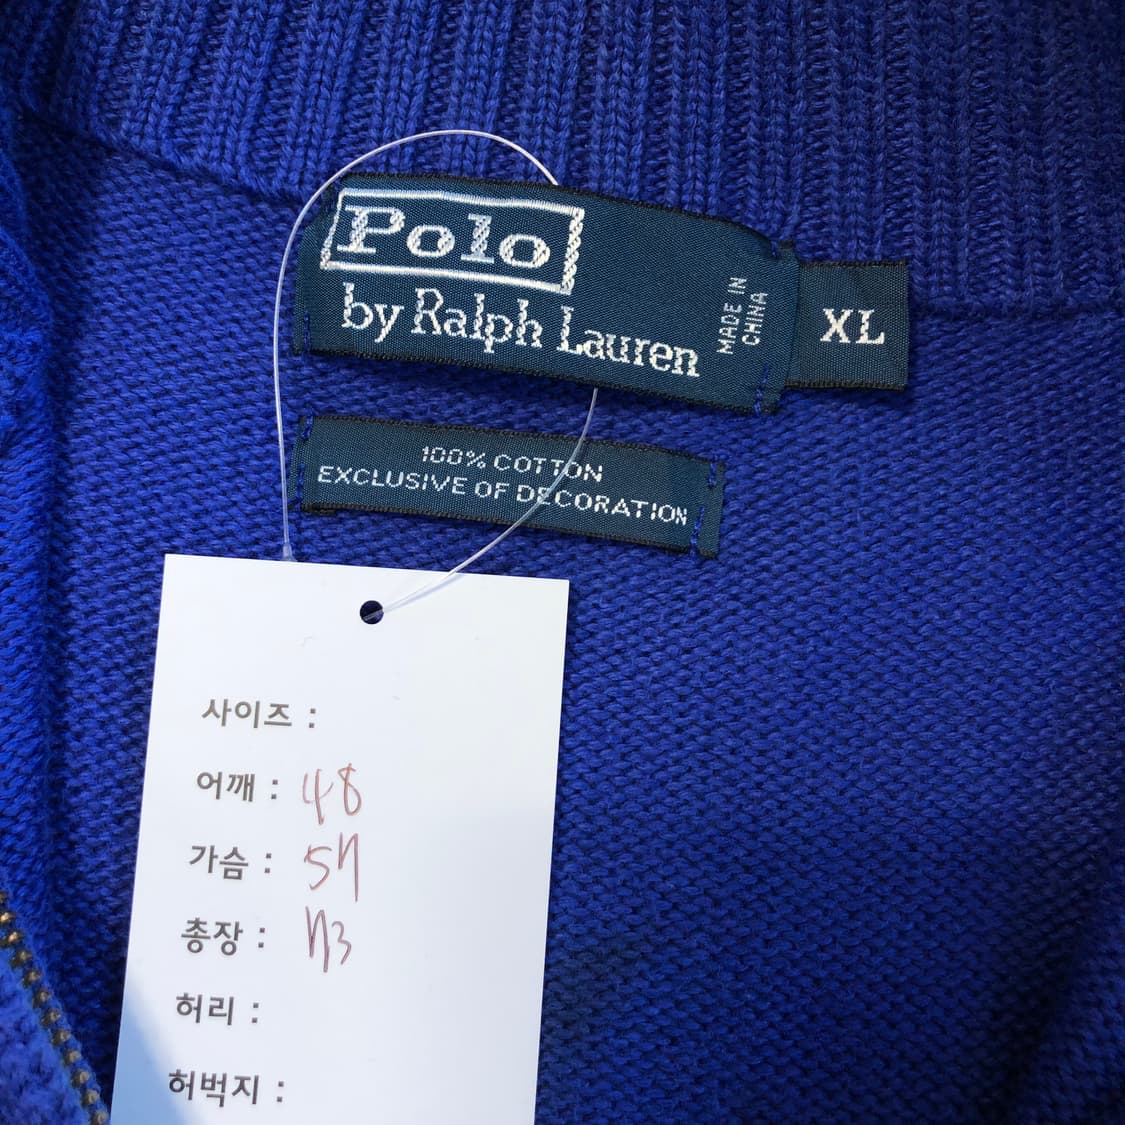 Polo
by Ralph Lauren
MADE IN
CHINA
XL
100% COTTON
EXCLUSIVE OF DECORATION
사이즈 :
어깨 : 48
가슴 : 57
총장 : 73
허리 :
허벅지 :